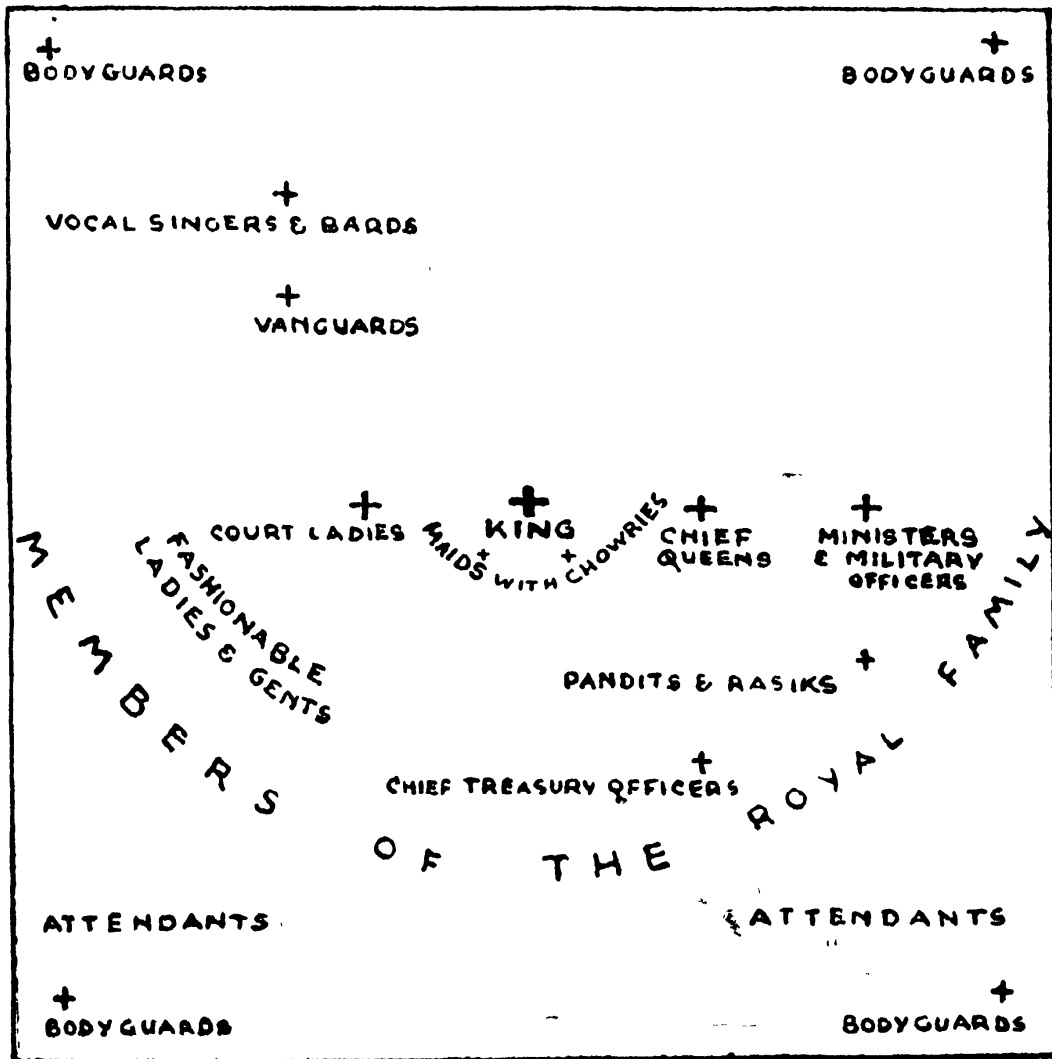 BODYGUARDS
BODYGUARDS
VOCAL SINGERS & BARDS
VANGUARDS
COURT LADIES
MAIDS WITH CHOWRIES
KING
CHIEF
QUEENS
MINISTERS
& MILITARY
OFFICERS
FASHIONABLE
LADIES & GENTS
PANDITS & RASIKS
CHIEF TREASURY OFFICERS
MEMBERS OF THE ROYAL FAMILY
ATTENDANTS
ATTENDANTS
BODYGUARDS
BODYGUARDS